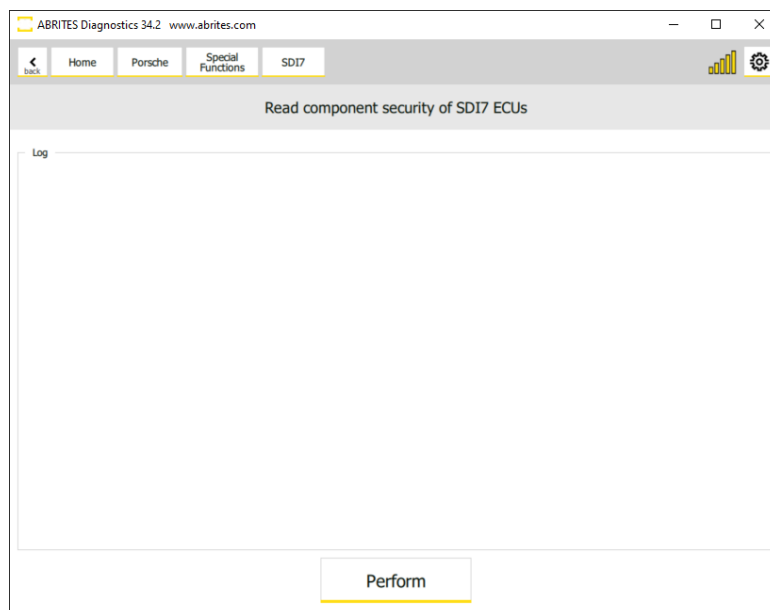 ABRITES Diagnostics 34.2 www.abrites.com
back
Home
Porsche
Special
Functions
SDI7
Read component security of SDI7 ECUs
Log
Perform